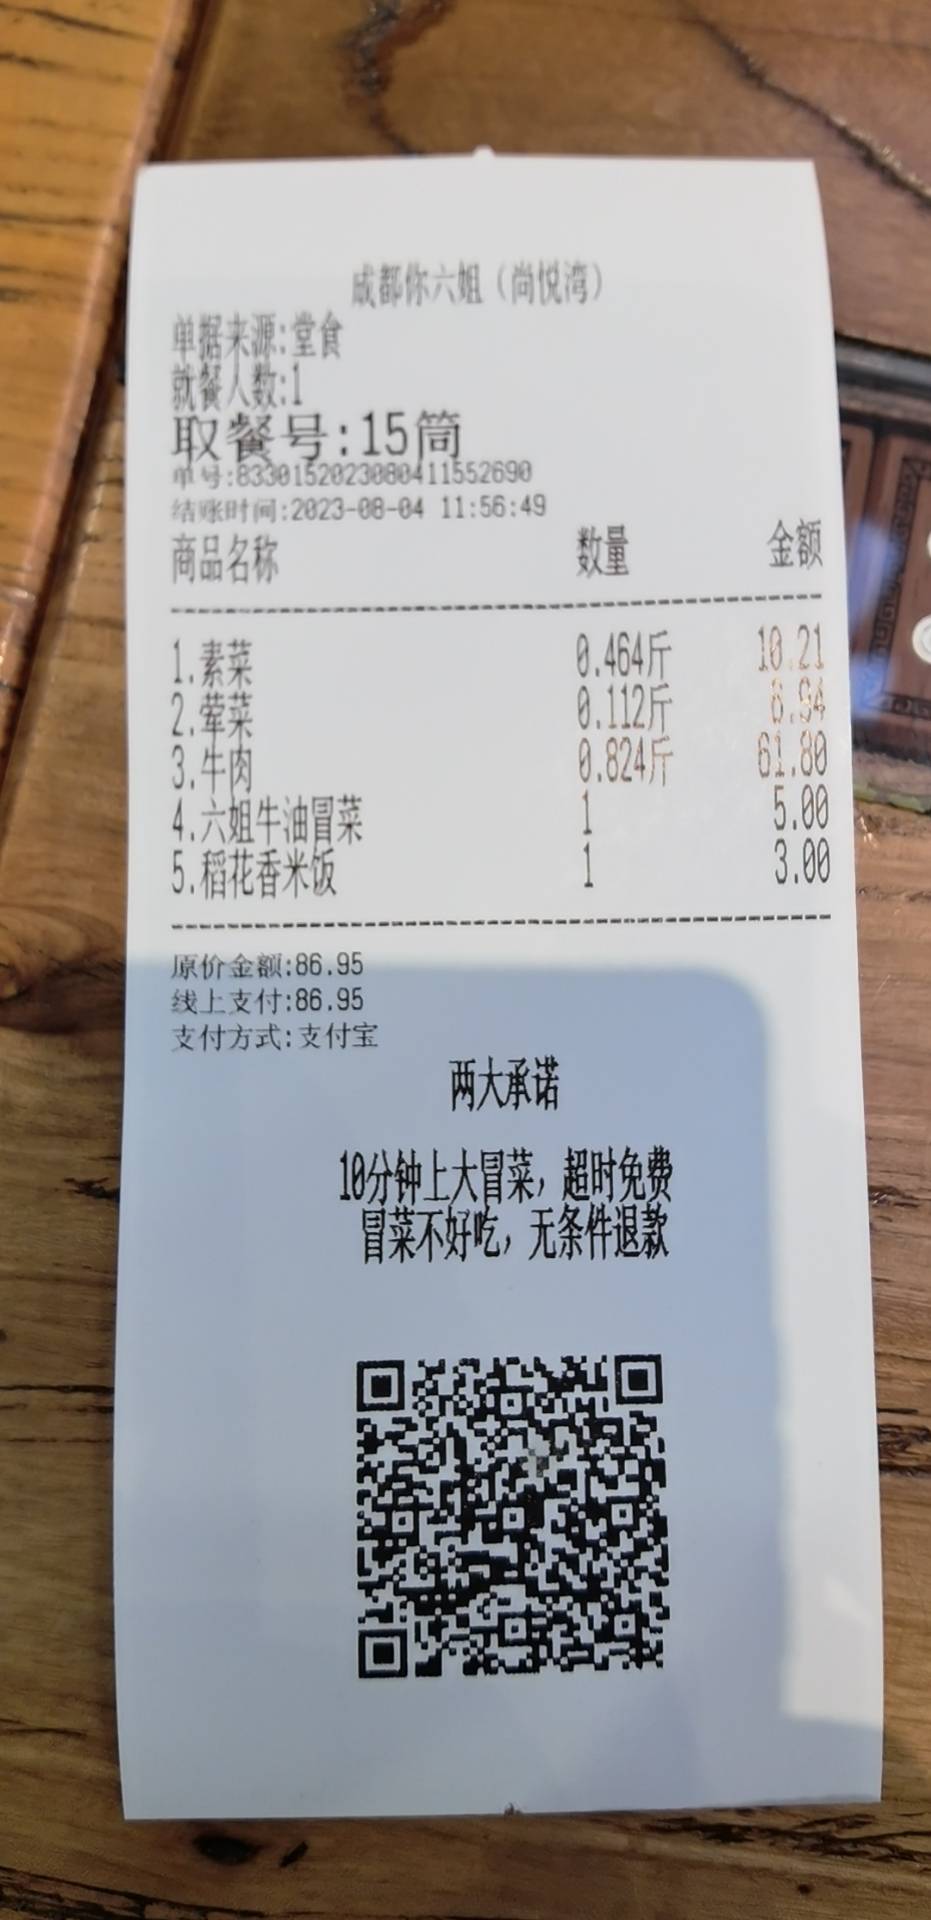 成都你六姐（尚悦湾）
单据来源:堂食
就餐人数:1
取餐号:15筒
单号:8330152023080411552690
结账时间:2023-08-04 11:56:49
商品名称 数量 金额
1.素菜 0.464斤 10.21
2.荤菜 0.112斤 6.94
3.牛肉 0.824斤 61.80
4.六姐牛油冒菜 1 5.00
5.稻花香米饭 1 3.00
原价金额:86.95
线上支付:86.95
支付方式:支付宝
两大承诺
10分钟上大冒菜，超时免费
冒菜不好吃，无条件退款